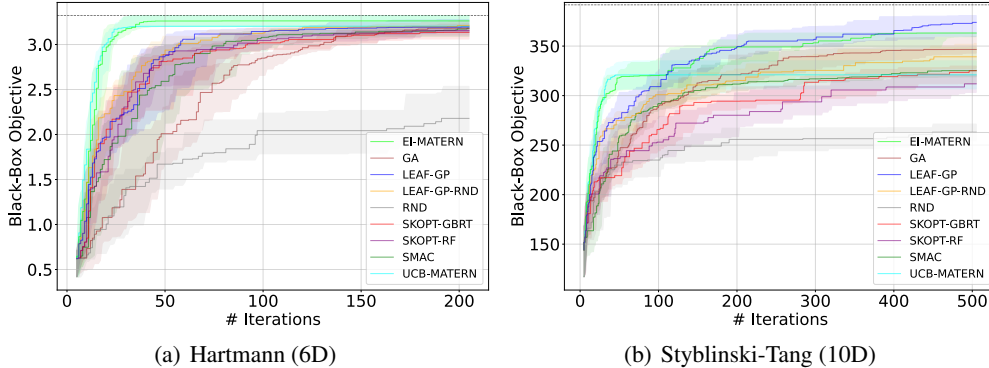 Black-Box Objective
3.0
2.5
2.0
1.5
1.0
0.5
0
50
100
150
200
# Iterations
EI-MATERN
GA
LEAF-GP
LEAF-GP-RND
RND
SKOPT-GBRT
SKOPT-RF
SMAC
UCB-MATERN
(a) Hartmann (6D)
Black-Box Objective
350
300
250
200
150
0
100
200
300
400
500
# Iterations
EI-MATERN
GA
LEAF-GP
LEAF-GP-RND
RND
SKOPT-GBRT
SKOPT-RF
SMAC
UCB-MATERN
(b) Styblinski-Tang (10D)